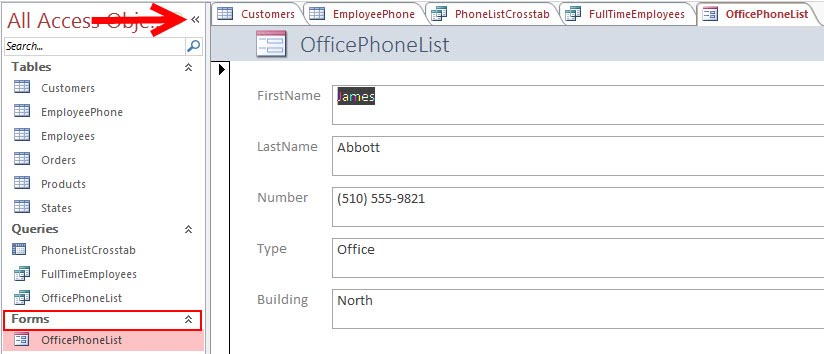 All Access Obje...
Search...
Tables
Customers
EmployeePhone
Employees
Orders
Products
States
Queries
PhoneListCrosstab
FullTimeEmployees
OfficePhoneList
Forms
OfficePhoneList
Customers EmployeePhone PhoneListCrosstab FullTimeEmployees OfficePhoneList
OfficePhoneList
FirstName James
LastName Abbott
Number (510) 555-9821
Type Office
Building North